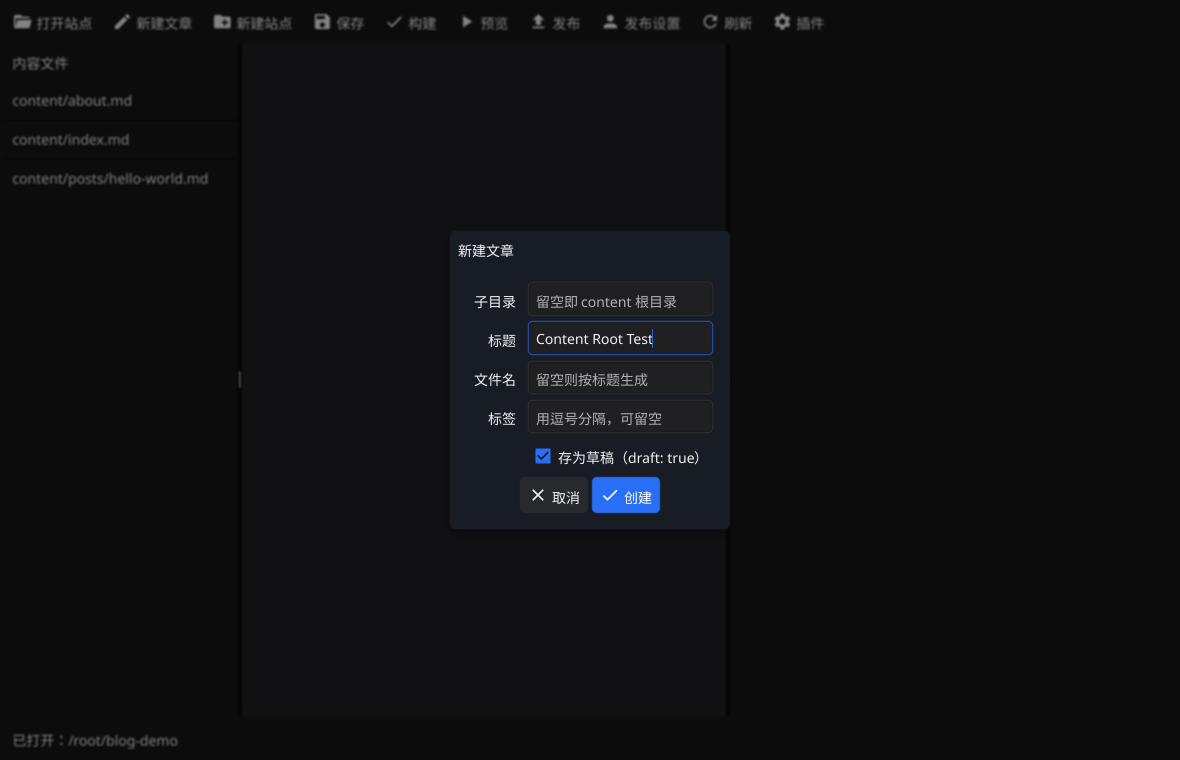 打开站点 新建文章 新建站点 保存 构建 预览 发布 发布设置 刷新 插件
内容文件
content/about.md
content/index.md
content/posts/hello-world.md
新建文章
子目录 留空即 content 根目录
标题 Content Root Test
文件名 留空则按标题生成
标签 用逗号分隔，可留空
存为草稿（draft: true）
取消 创建
已打开：/root/blog-demo